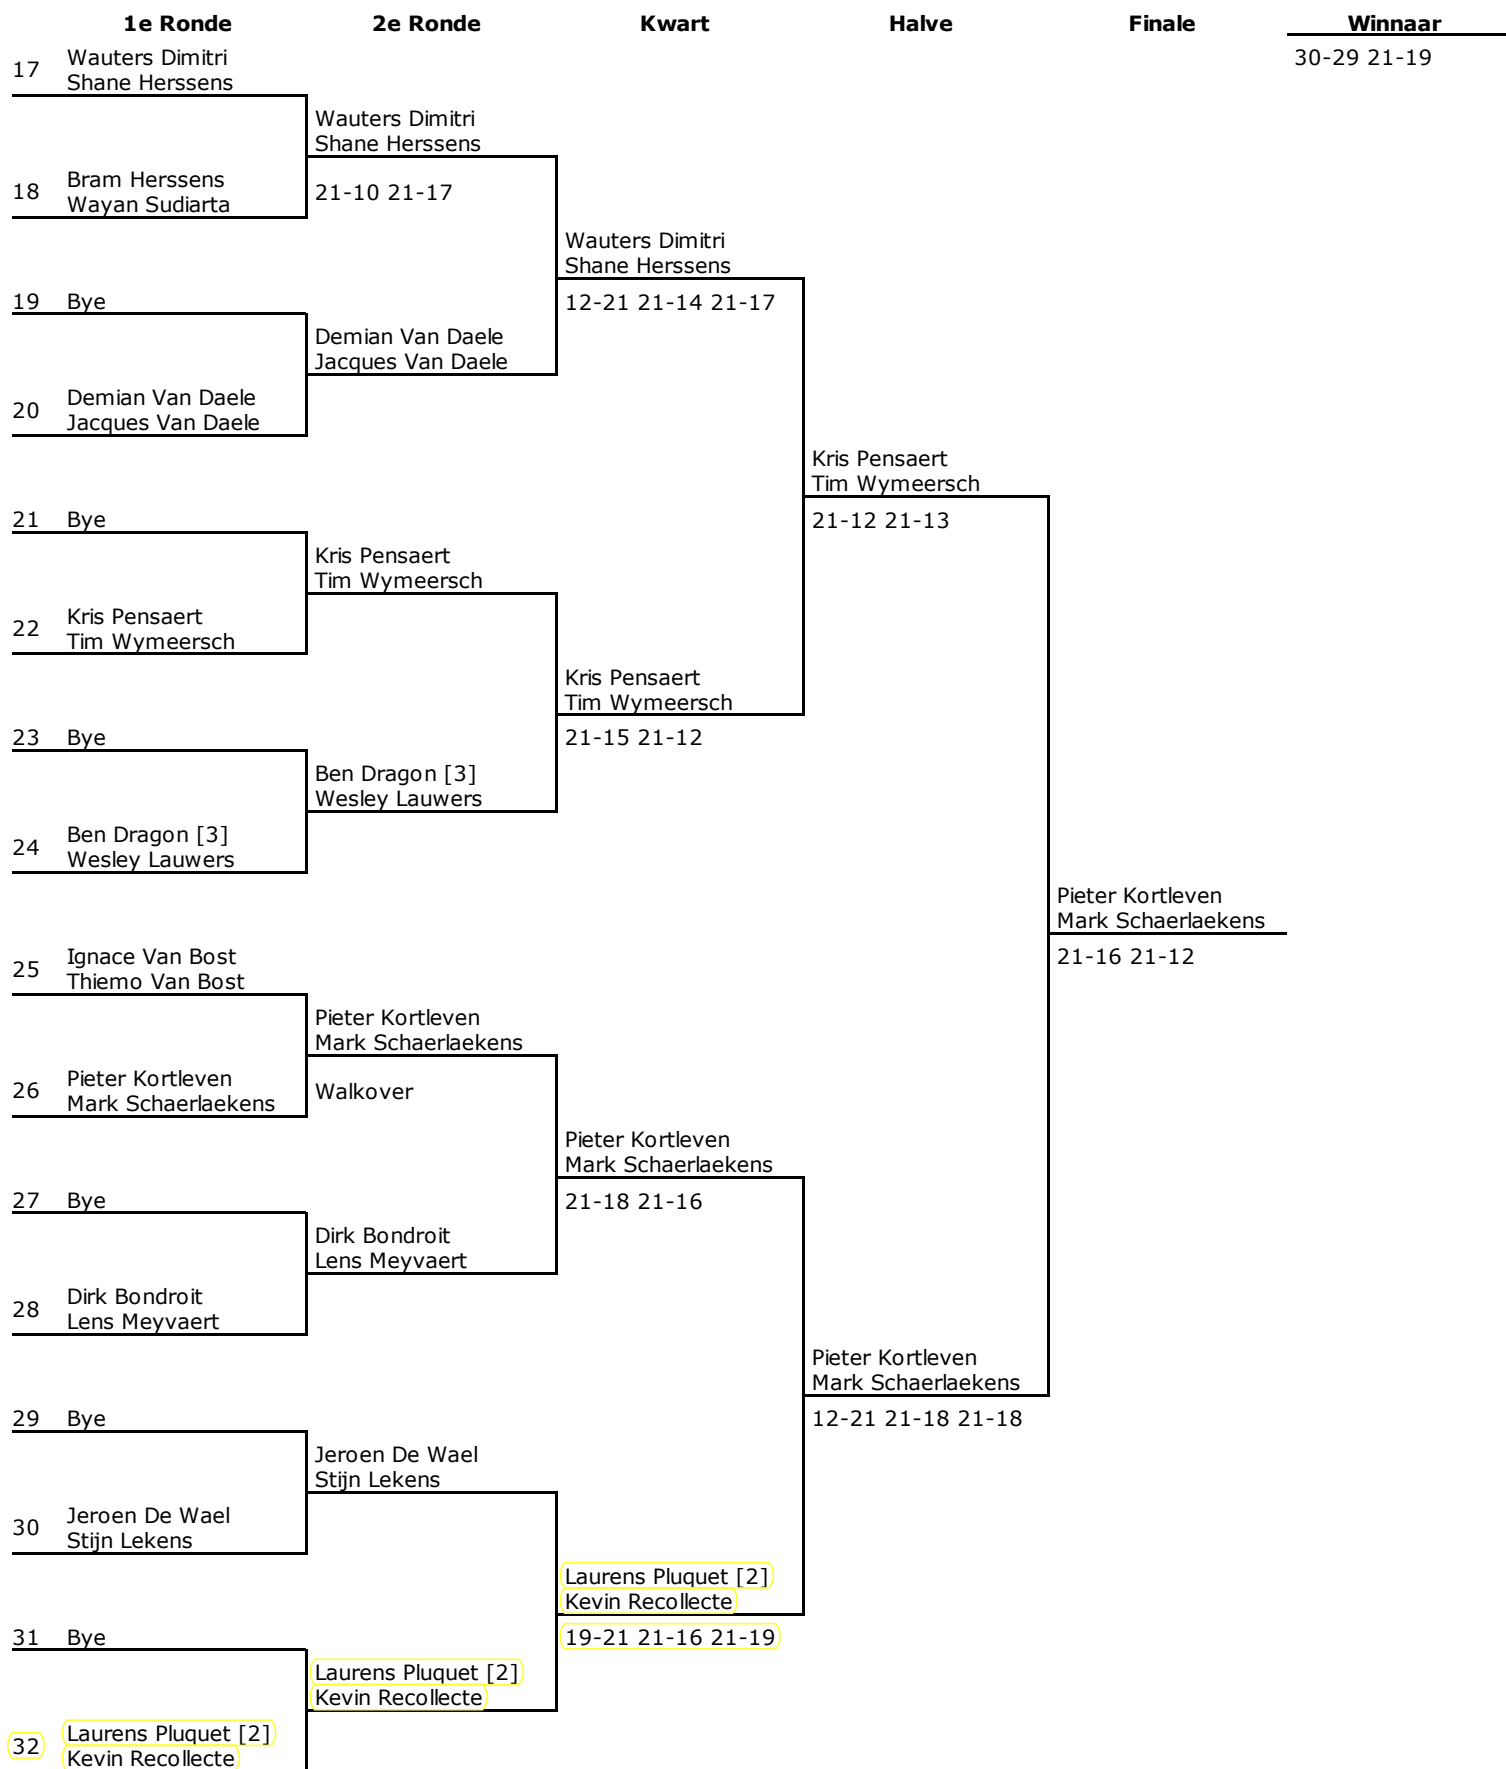 1e Ronde 2e Ronde Kwart Halve Finale Winnaar
17 Wauters Dimitri
Shane Herssens
30-29 21-19
Wauters Dimitri
Shane Herssens
18 Bram Herssens
Wayan Sudiarta
21-10 21-17
Wauters Dimitri
Shane Herssens
19 Bye
12-21 21-14 21-17
Demian Van Daele
Jacques Van Daele
20 Demian Van Daele
Jacques Van Daele
Kris Pensaert
Tim Wymeersch
21 Bye
21-12 21-13
Kris Pensaert
Tim Wymeersch
22 Kris Pensaert
Tim Wymeersch
Kris Pensaert
Tim Wymeersch
23 Bye
21-15 21-12
Ben Dragon [3]
Wesley Lauwers
24 Ben Dragon [3]
Wesley Lauwers
Pieter Kortleven
Mark Schaerlaekens
25 Ignace Van Bost
Thiemo Van Bost
21-16 21-12
Pieter Kortleven
Mark Schaerlaekens
26 Pieter Kortleven
Mark Schaerlaekens
Walkover
Pieter Kortleven
Mark Schaerlaekens
27 Bye
21-18 21-16
Dirk Bondroit
Lens Meyvaert
28 Dirk Bondroit
Lens Meyvaert
Pieter Kortleven
Mark Schaerlaekens
29 Bye
12-21 21-18 21-18
Jeroen De Wael
Stijn Lekens
30 Jeroen De Wael
Stijn Lekens
Laurens Pluquet [2]
Kevin Recollecte
31 Bye
19-21 21-16 21-19
Laurens Pluquet [2]
Kevin Recollecte
32 Laurens Pluquet [2]
Kevin Recollecte